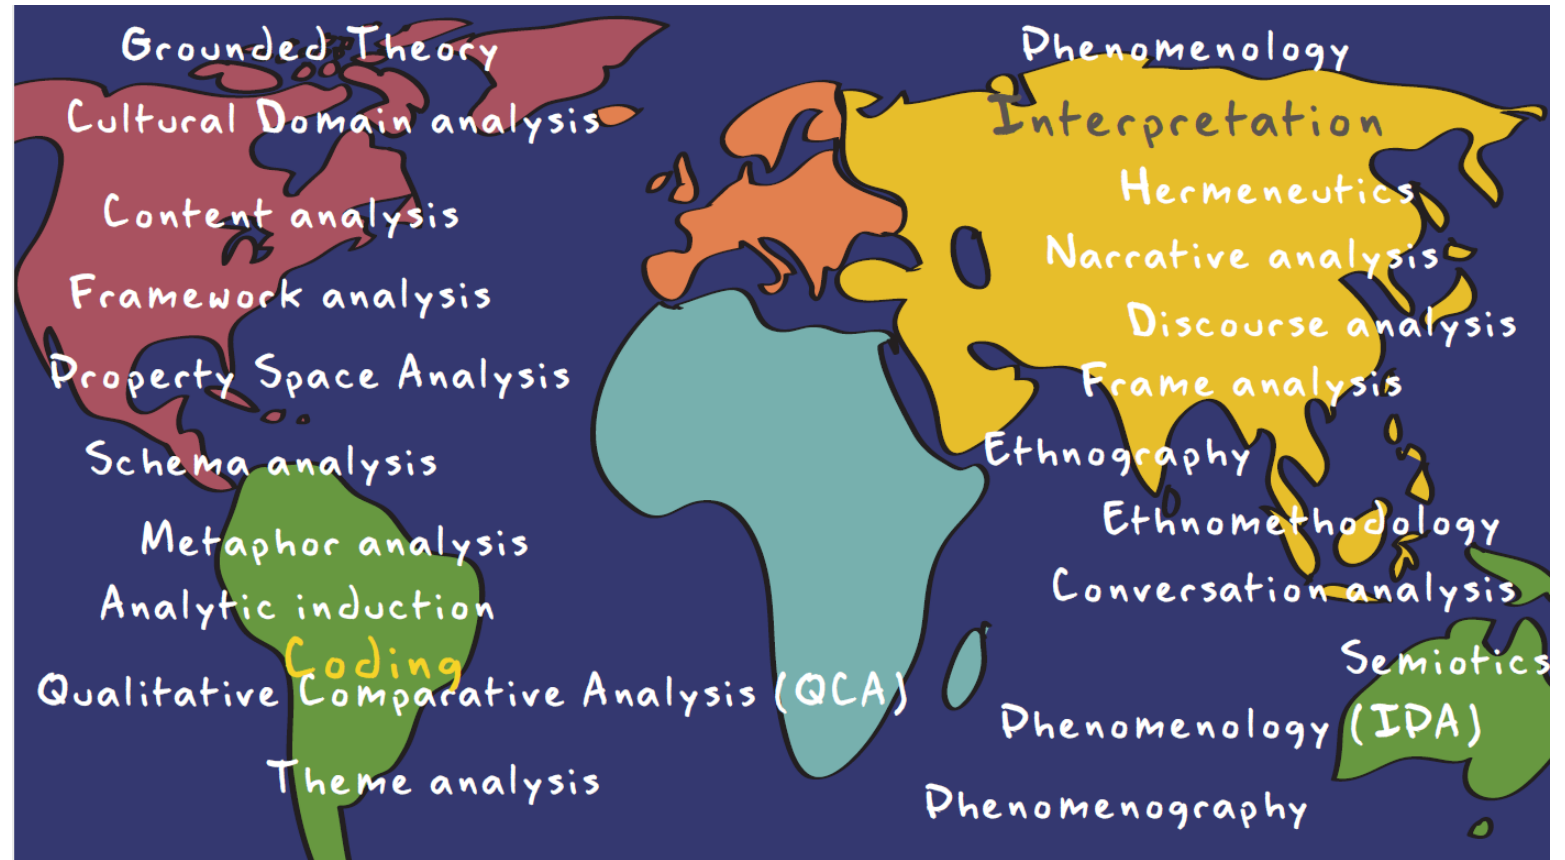 Grounded Theory
Cultural Domain analysis
Content analysis
Framework analysis
Property Space Analysis
Schema analysis
Metaphor analysis
Analytic induction
Coding
Qualitative Comparative Analysis (QCA)
Theme analysis
Phenomenology
Interpretation
Hermeneutics
Narrative analysis
Discourse analysis
Frame analysis
Ethnography
Ethnomethodology
Conversation analysis
Semiotics
Phenomenology (IPA)
Phenomenography